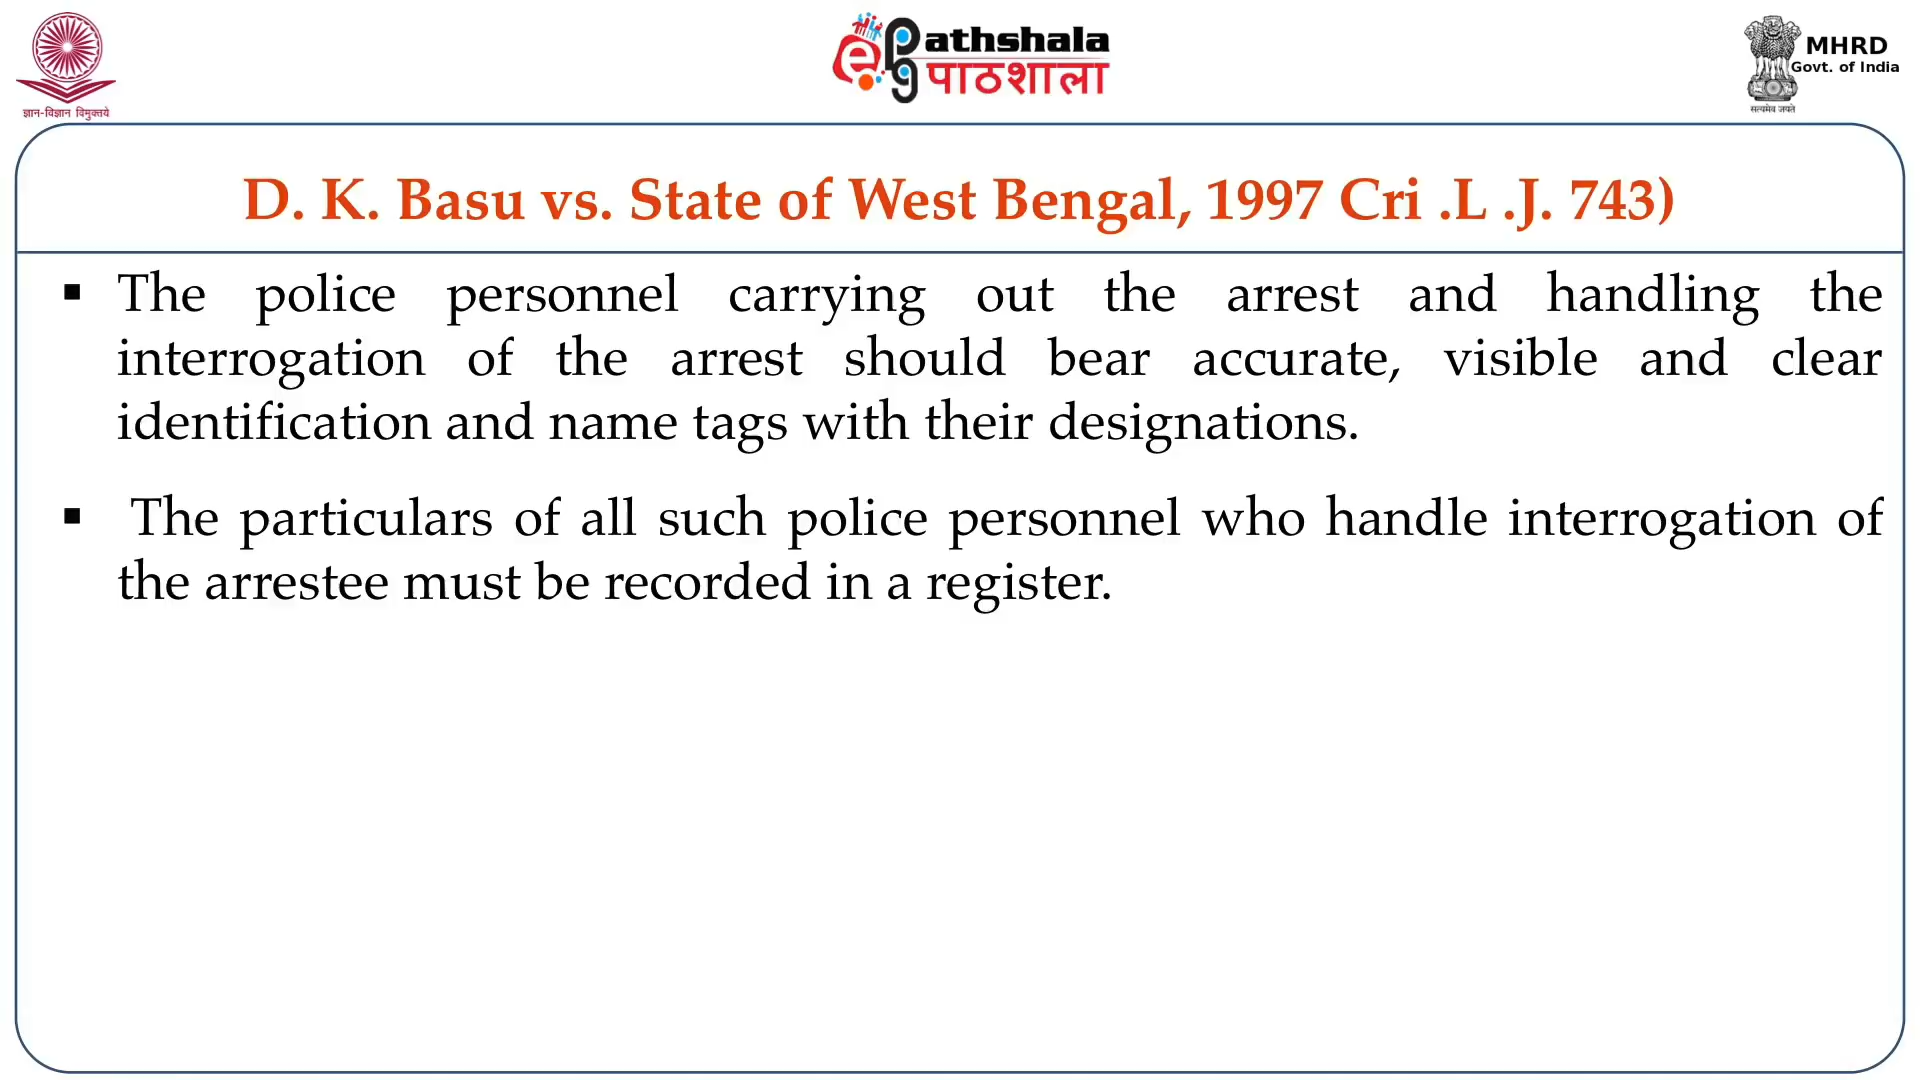 ज्ञान-विज्ञान विमुक्तये
ePG Pathshala
पाठशाला
MHRD
Govt. of India
सत्यमेव जयते
D. K. Basu vs. State of West Bengal, 1997 Cri .L .J. 743)
▪ The police personnel carrying out the arrest and handling the
interrogation of the arrest should bear accurate, visible and clear
identification and name tags with their designations.
▪ The particulars of all such police personnel who handle interrogation of
the arrestee must be recorded in a register.